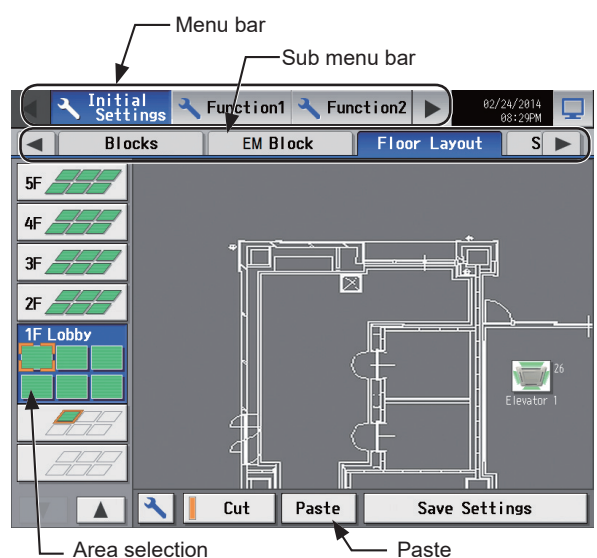 Menu bar
Sub menu bar
Initial Settings
Function1
Function2
02/24/2014
08:29PM
Blocks
EM Block
Floor Layout
S
5F
4F
3F
2F
1F Lobby
26
Elevator 1
Cut
Paste
Save Settings
Area selection
Paste